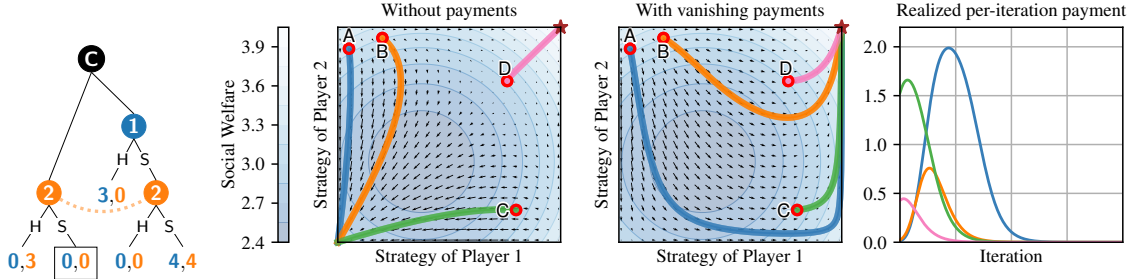 C
1
H S
3,0
2 2
H S H S
0,3 0,0 0,0 4,4
Social Welfare
3.9
3.6
3.3
3.0
2.7
2.4
Without payments
Strategy of Player 2
A
B
D
C
Strategy of Player 1
With vanishing payments
Strategy of Player 2
A
B
D
C
Strategy of Player 1
Realized per-iteration payment
2.0
1.5
1.0
0.5
0.0
Iteration